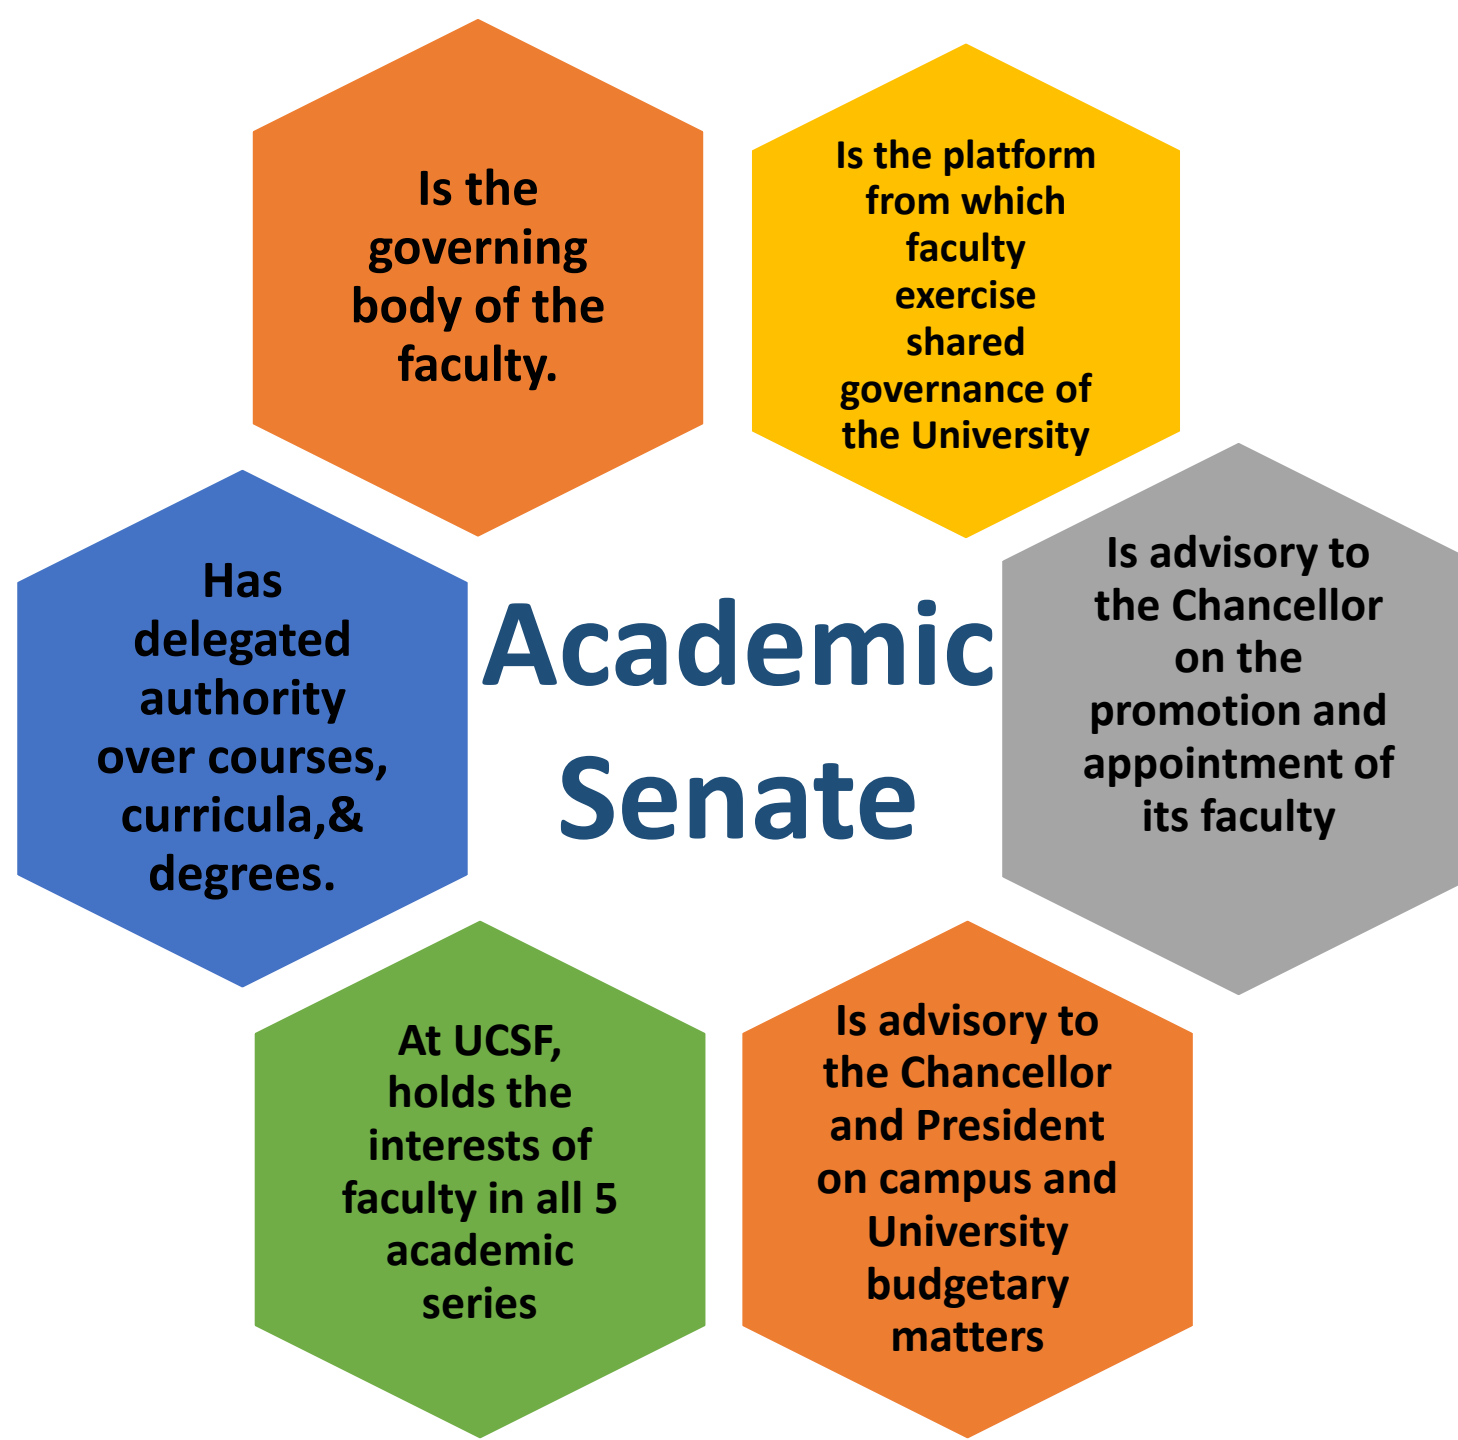 Is the
governing
body of the
faculty.
Is the platform
from which
faculty
exercise
shared
governance of
the University
Has
delegated
authority
over courses,
curricula,&
degrees.
Academic
Senate
Is advisory to
the Chancellor
on the
promotion and
appointment of
its faculty
At UCSF,
holds the
interests of
faculty in all 5
academic
series
Is advisory to
the Chancellor
and President
on campus and
University
budgetary
matters